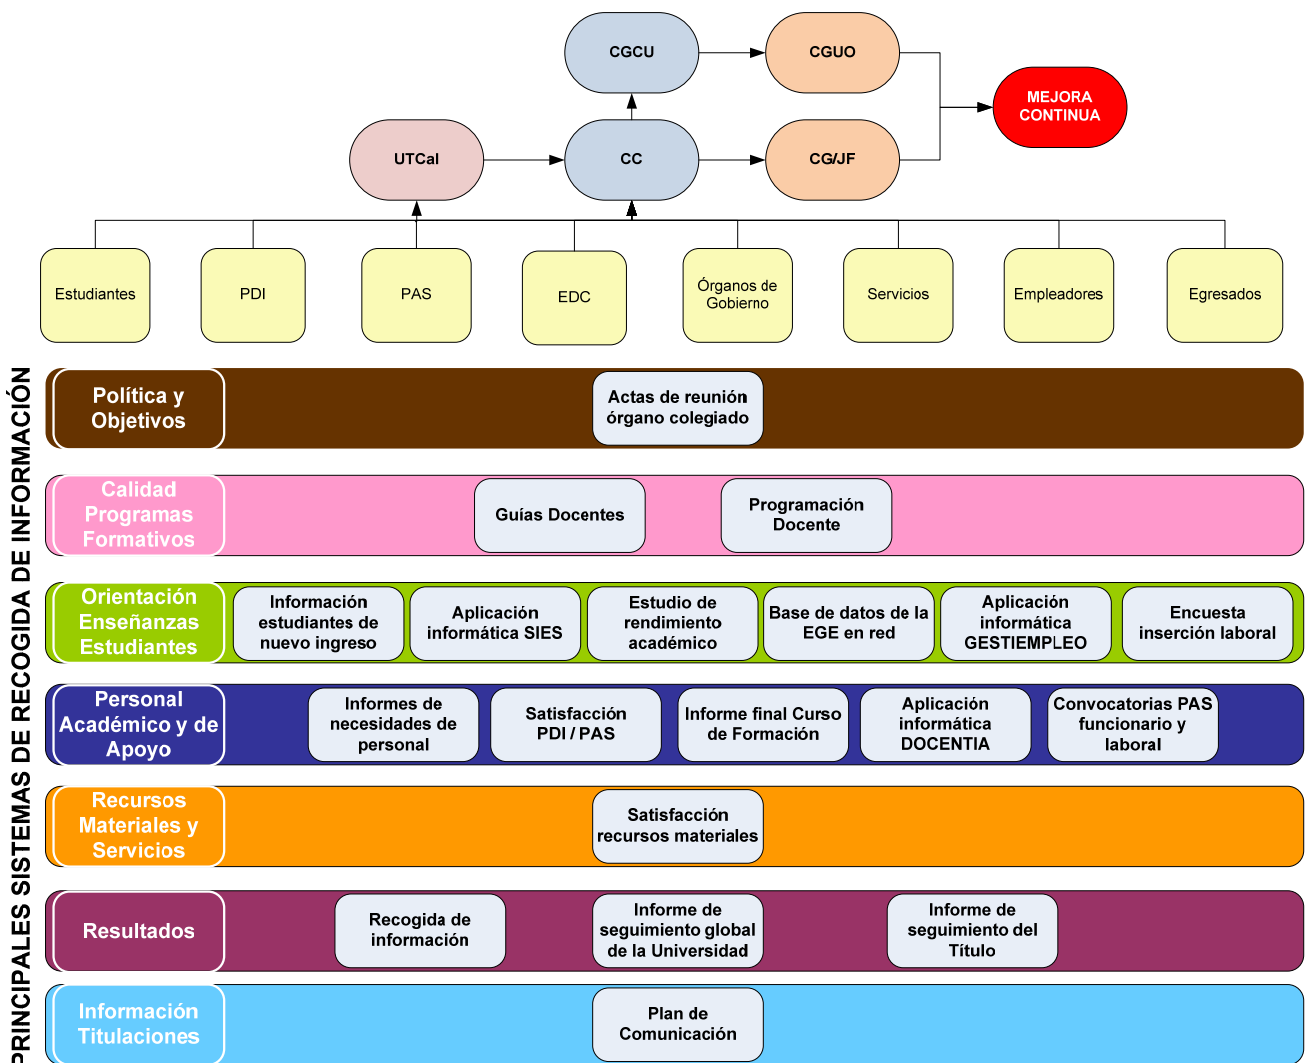 CGCU
CGUO
MEJORA
CONTINUA
UTCal
CC
CG/JF
Estudiantes
PDI
PAS
EDC
Órganos de
Gobierno
Servicios
Empleadores
Egresados
PRINCIPALES SISTEMAS DE RECOGIDA DE INFORMACIÓN
Política y
Objetivos
Actas de reunión
órgano colegiado
Calidad
Programas
Formativos
Guías Docentes
Programación
Docente
Orientación
Enseñanzas
Estudiantes
Información
estudiantes de
nuevo ingreso
Aplicación
informática SIES
Estudio de
rendimiento
académico
Base de datos de la
EGE en red
Aplicación
informática
GESTIEMPLEO
Encuesta
inserción laboral
Personal
Académico y de
Apoyo
Informes de
necesidades de
personal
Satisfacción
PDI / PAS
Informe final Curso
de Formación
Aplicación
informática
DOCENTIA
Convocatorias PAS
funcionario y
laboral
Recursos
Materiales y
Servicios
Satisfacción
recursos materiales
Resultados
Recogida de
información
Informe de
seguimiento global
de la Universidad
Informe de
seguimiento del
Título
Información
Titulaciones
Plan de
Comunicación